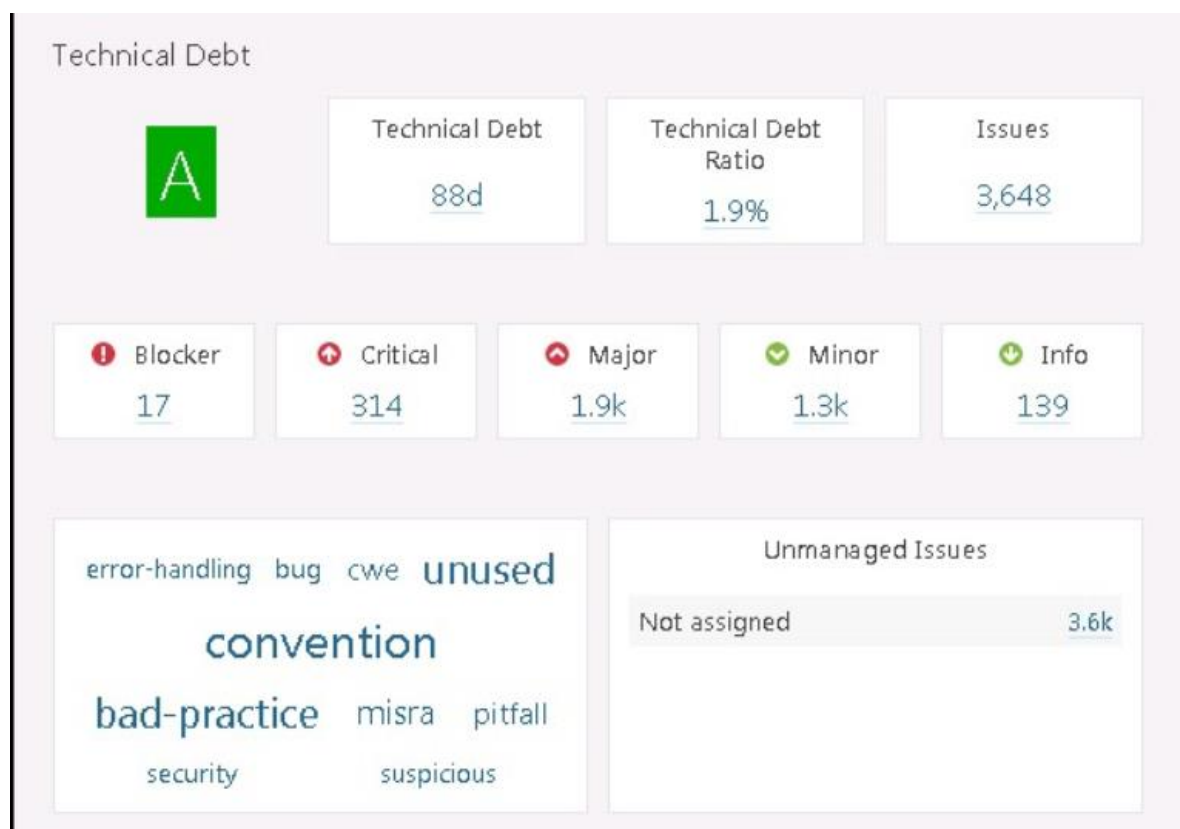 Technical Debt
A
Technical Debt
88d
Technical Debt
Ratio
1.9%
Issues
3,648
Blocker
17
Critical
314
Major
1.9k
Minor
1.3k
Info
139
error-handling bug cwe unused
convention
bad-practice misra pitfall
security suspicious
Unmanaged Issues
Not assigned 3.6k